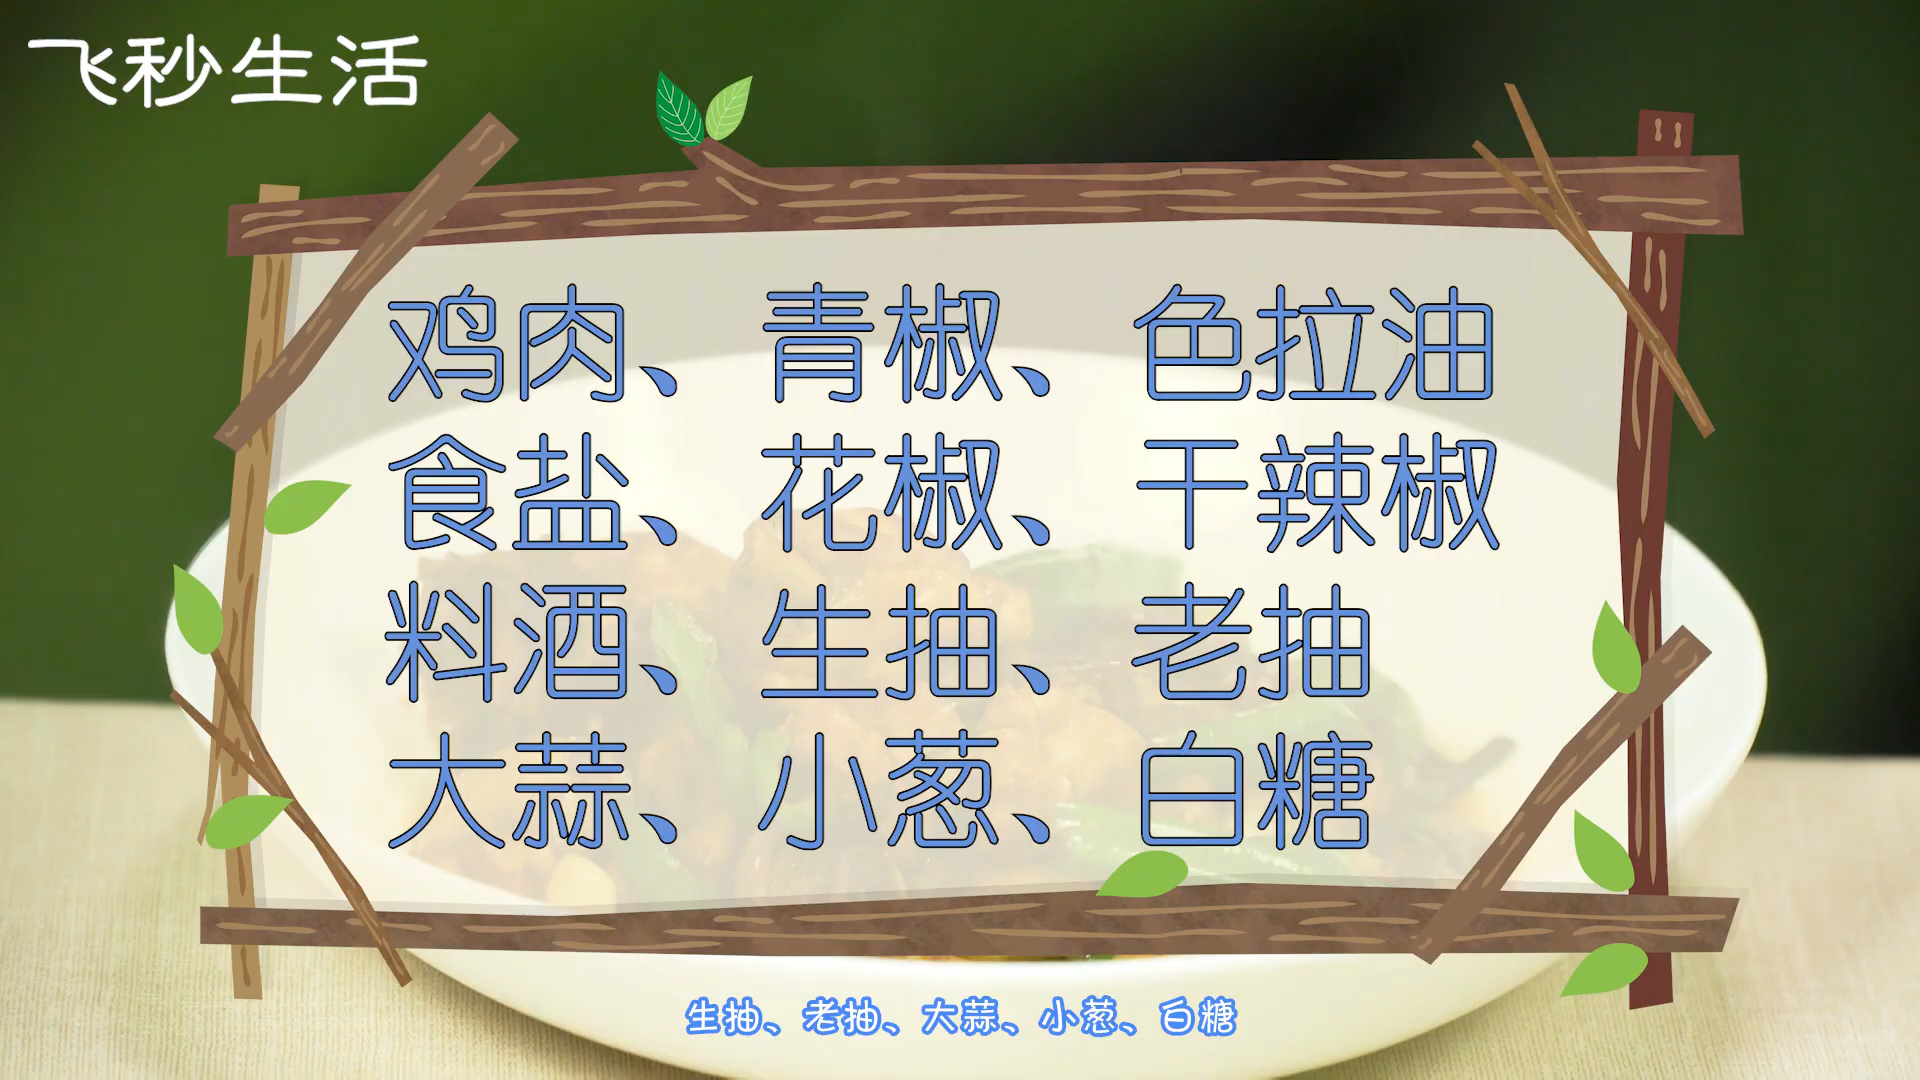 飞秒生活
鸡肉、青椒、色拉油
食盐、花椒、干辣椒
料酒、生抽、老抽
大蒜、小葱、白糖
生抽、老抽、大蒜、小葱、白糖